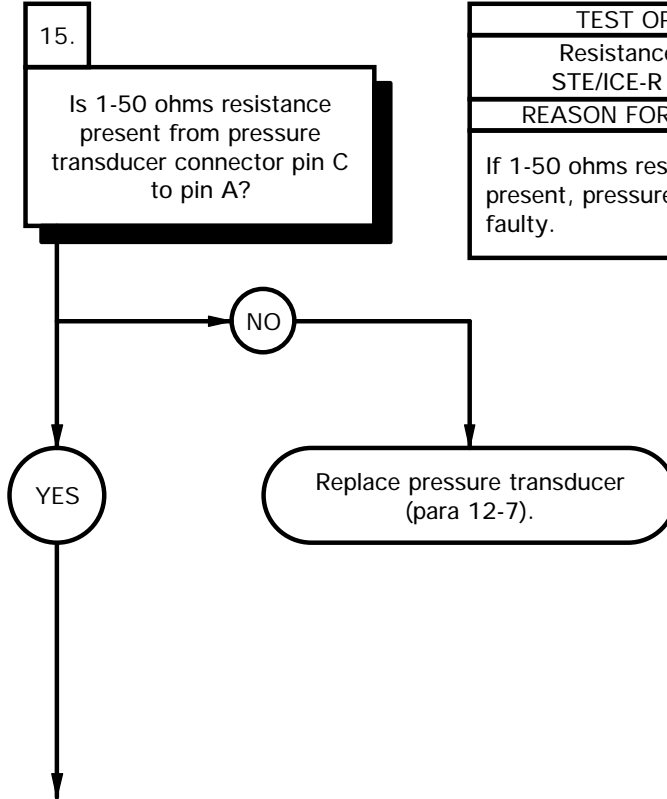 15.
Is 1-50 ohms resistance
present from pressure
transducer connector pin C
to pin A?
TEST OP
Resistance
STE/ICE-R
REASON FOR
If 1-50 ohms res
present, pressure
faulty.
NO
YES
Replace pressure transducer
(para 12-7).